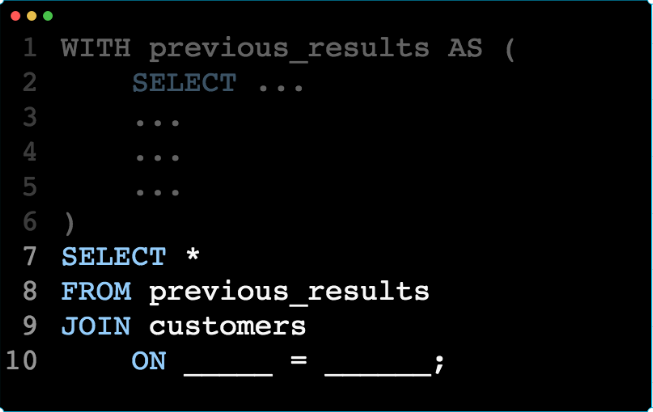 1 WITH previous_results AS (
2 SELECT ...
3 ...
4 ...
5 ...
6 )
7 SELECT *
8 FROM previous_results
9 JOIN customers
10 ON _____ = ______;